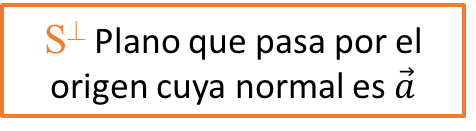 S⊥ Plano que pasa por el
origen cuya normal es a⃗